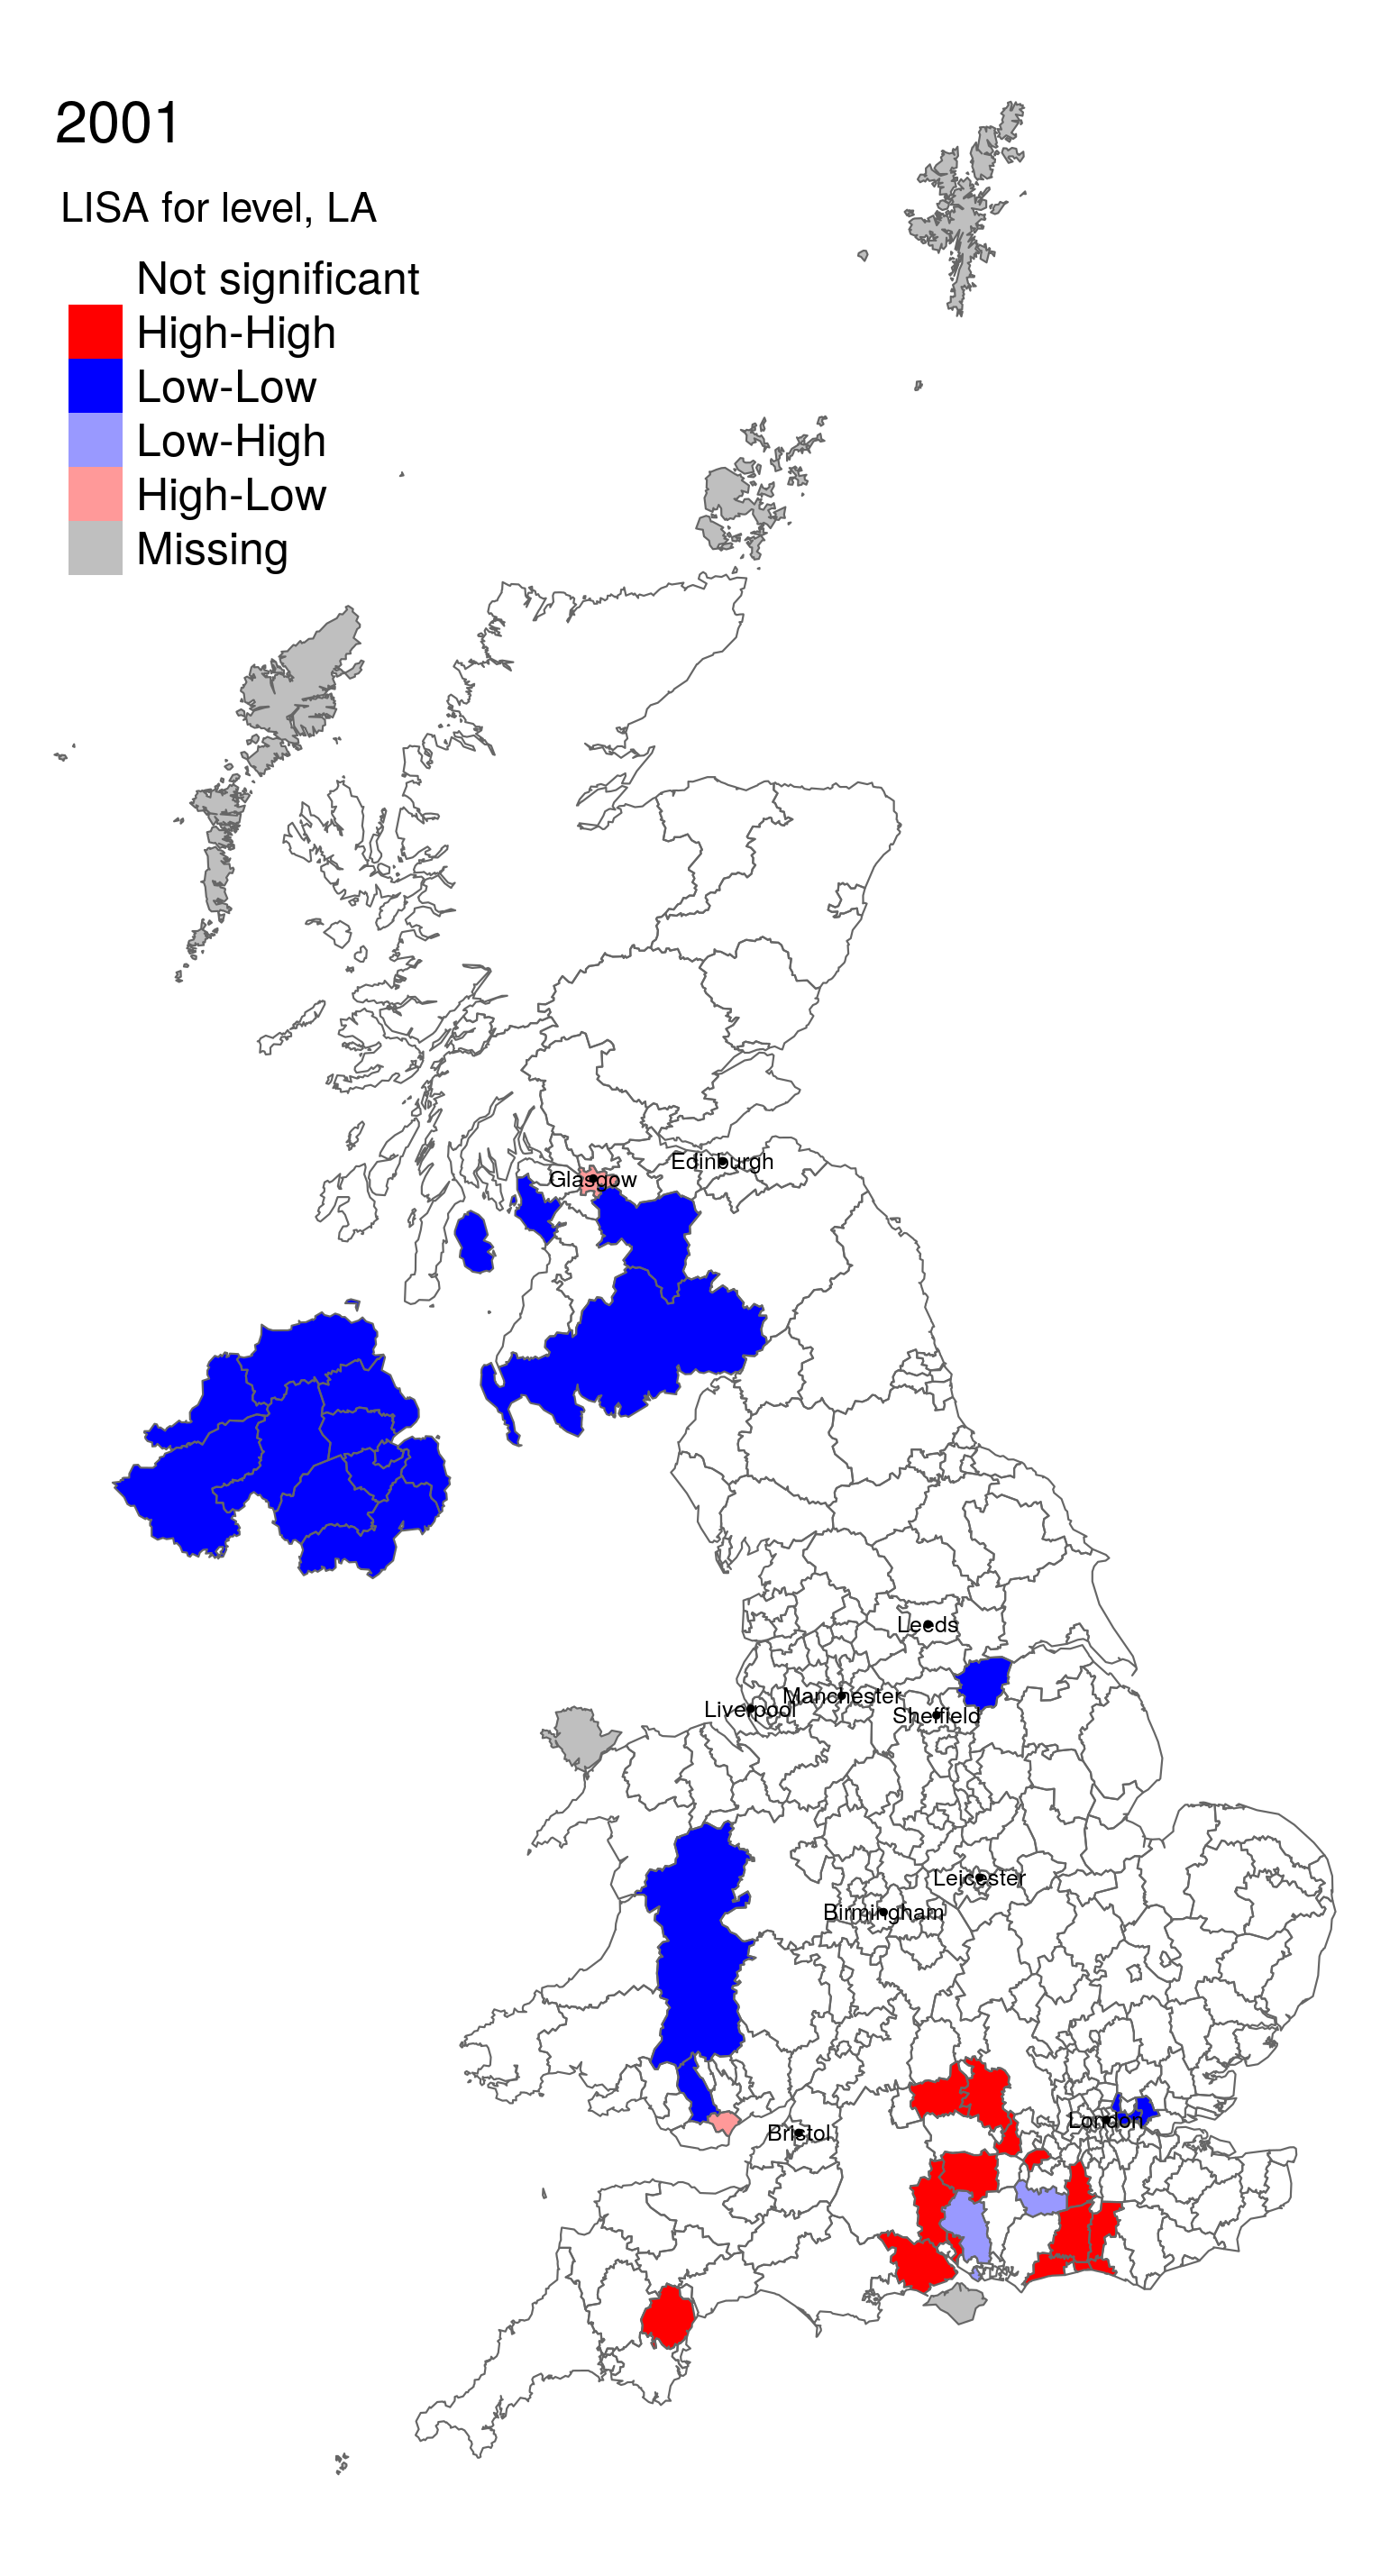 2001
LISA for level, LA
Not significant
High-High
Low-Low
Low-High
High-Low
Missing
Edinburgh
Glasgow
Leeds
Manchester
Liverpool
Sheffield
Leicester
Birmingham
London
Bristol